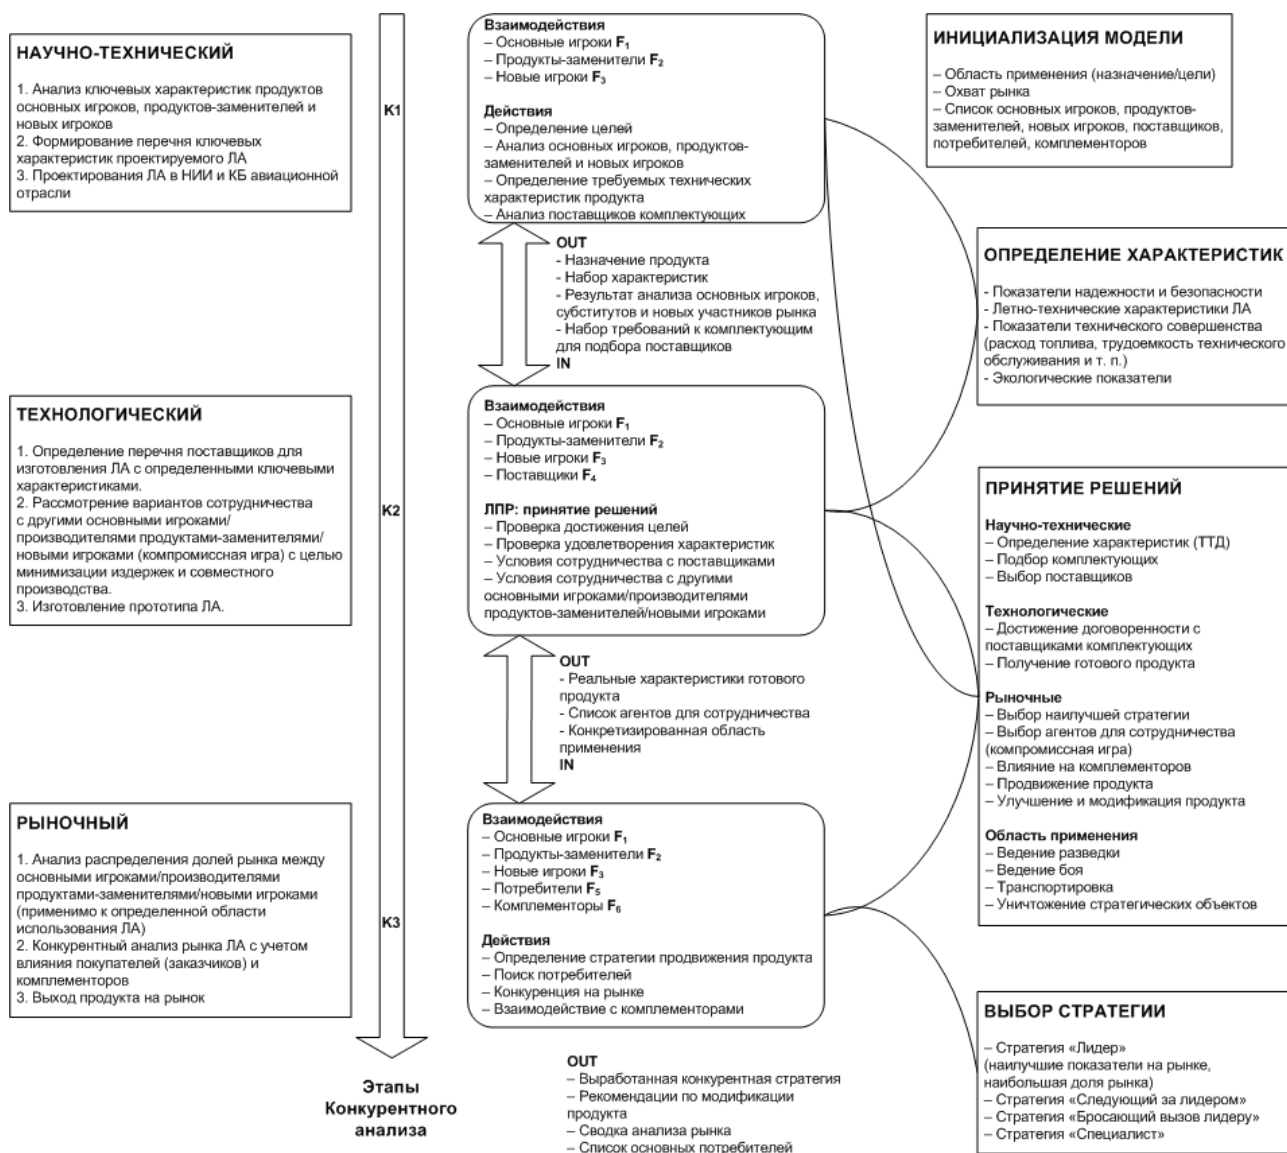 НАУЧНО-ТЕХНИЧЕСКИЙ
1. Анализ ключевых характеристик продуктов
основных игроков, продуктов-заменителей и
новых игроков
2. Формирование перечня ключевых
характеристик проектируемого ЛА
3. Проектирования ЛА в НИИ и КБ авиационной
отрасли
ТЕХНОЛОГИЧЕСКИЙ
1. Определение перечня поставщиков для
изготовления ЛА с определенными ключевыми
характеристиками.
2. Рассмотрение вариантов сотрудничества
с другими основными игроками/
производителями продуктами-заменителями/
новыми игроками (компромиссная игра) с целью
минимизации издержек и совместного
производства.
3. Изготовление прототипа ЛА.
РЫНОЧНЫЙ
1. Анализ распределения долей рынка между
основными игроками/производителями
продуктами-заменителями/новыми игроками
(применимо к определенной области
использования ЛА)
2. Конкурентный анализ рынка ЛА с учетом
влияния покупателей (заказчиков) и
комплементоров
3. Выход продукта на рынок
K1
K2
K3
Этапы
Конкурентного
анализа
Взаимодействия
– Основные игроки F1
– Продукты-заменители F2
– Новые игроки F3
Действия
– Определение целей
– Анализ основных игроков, продуктов-
заменителей и новых игроков
– Определение требуемых технических
характеристик продукта
– Анализ поставщиков комплектующих
OUT
- Назначение продукта
- Набор характеристик
- Результат анализа основных игроков,
субститутов и новых участников рынка
- Набор требований к комплектующим
для подбора поставщиков
IN
Взаимодействия
– Основные игроки F1
– Продукты-заменители F2
– Новые игроки F3
– Поставщики F4
ЛПР: принятие решений
– Проверка достижения целей
– Проверка удовлетворения характеристик
– Условия сотрудничества с поставщиками
– Условия сотрудничества с другими
основными игроками/производителями
продуктов-заменителей/новыми игроками
OUT
- Реальные характеристики готового
продукта
- Список агентов для сотрудничества
- Конкретизированная область
применения
IN
Взаимодействия
– Основные игроки F1
– Продукты-заменители F2
– Новые игроки F3
– Потребители F5
– Комплементоры F6
Действия
– Определение стратегии продвижения продукта
– Поиск потребителей
– Конкуренция на рынке
– Взаимодействие с комплементорами
OUT
– Выработанная конкурентная стратегия
– Рекомендации по модификации
продукта
– Сводка анализа рынка
– Список основных потребителей
ИНИЦИАЛИЗАЦИЯ МОДЕЛИ
– Область применения (назначение/цели)
– Охват рынка
– Список основных игроков, продуктов-
заменителей, новых игроков, поставщиков,
потребителей, комплементоров
ОПРЕДЕЛЕНИЕ ХАРАКТЕРИСТИК
- Показатели надежности и безопасности
- Летно-технические характеристики ЛА
- Показатели технического совершенства
(расход топлива, трудоемкость технического
обслуживания и т. п.)
- Экологические показатели
ПРИНЯТИЕ РЕШЕНИЙ
Научно-технические
– Определение характеристик (ТТД)
– Подбор комплектующих
– Выбор поставщиков
Технологические
– Достижение договоренности с
поставщиками комплектующих
– Получение готового продукта
Рыночные
– Выбор наилучшей стратегии
– Выбор агентов для сотрудничества
(компромиссная игра)
– Влияние на комплементоров
– Продвижение продукта
– Улучшение и модификация продукта
Область применения
– Ведение разведки
– Ведение боя
– Транспортировка
– Уничтожение стратегических объектов
ВЫБОР СТРАТЕГИИ
– Стратегия «Лидер»
(наилучшие показатели на рынке,
наибольшая доля рынка)
– Стратегия «Следующий за лидером»
– Стратегия «Бросающий вызов лидеру»
– Стратегия «Специалист»